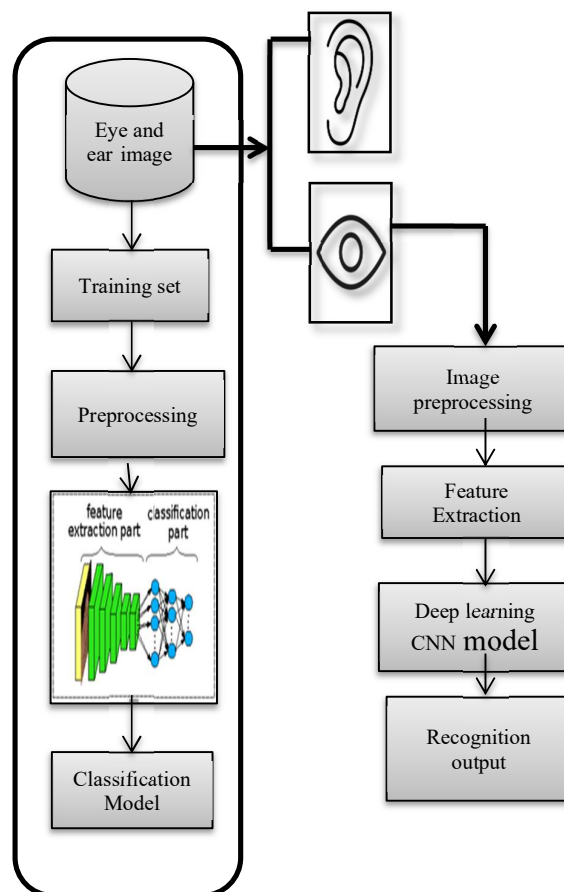 Eye and
ear image
Training set
Preprocessing
feature
extraction part
classification
part
Classification
Model
Image
preprocessing
Feature
Extraction
Deep learning
CNN model
Recognition
output